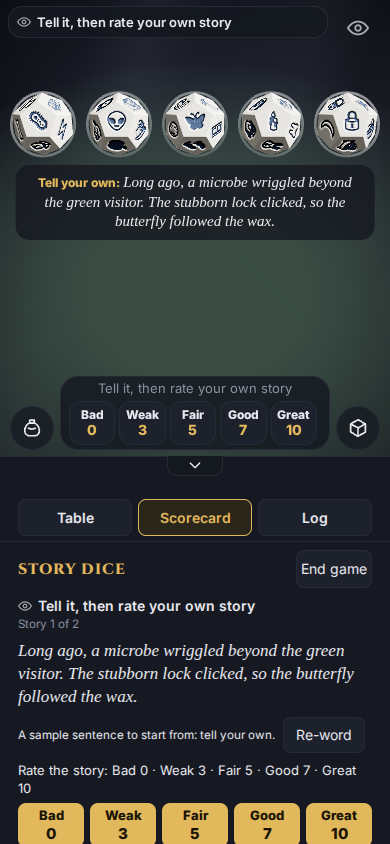 Tell it, then rate your own story
Tell your own: Long ago, a microbe wriggled beyond
the green visitor. The stubborn lock clicked, so the
butterfly followed the wax.
Tell it, then rate your own story
Bad Weak Fair Good Great
0 3 5 7 10
Table Scorecard Log
STORY DICE End game
Tell it, then rate your own story
Story 1 of 2
Long ago, a microbe wriggled beyond the green
visitor. The stubborn lock clicked, so the butterfly
followed the wax.
A sample sentence to start from: tell your own. Re-word
Rate the story: Bad 0 · Weak 3 · Fair 5 · Good 7 · Great
10
Bad Weak Fair Good Great
0 3 5 7 10